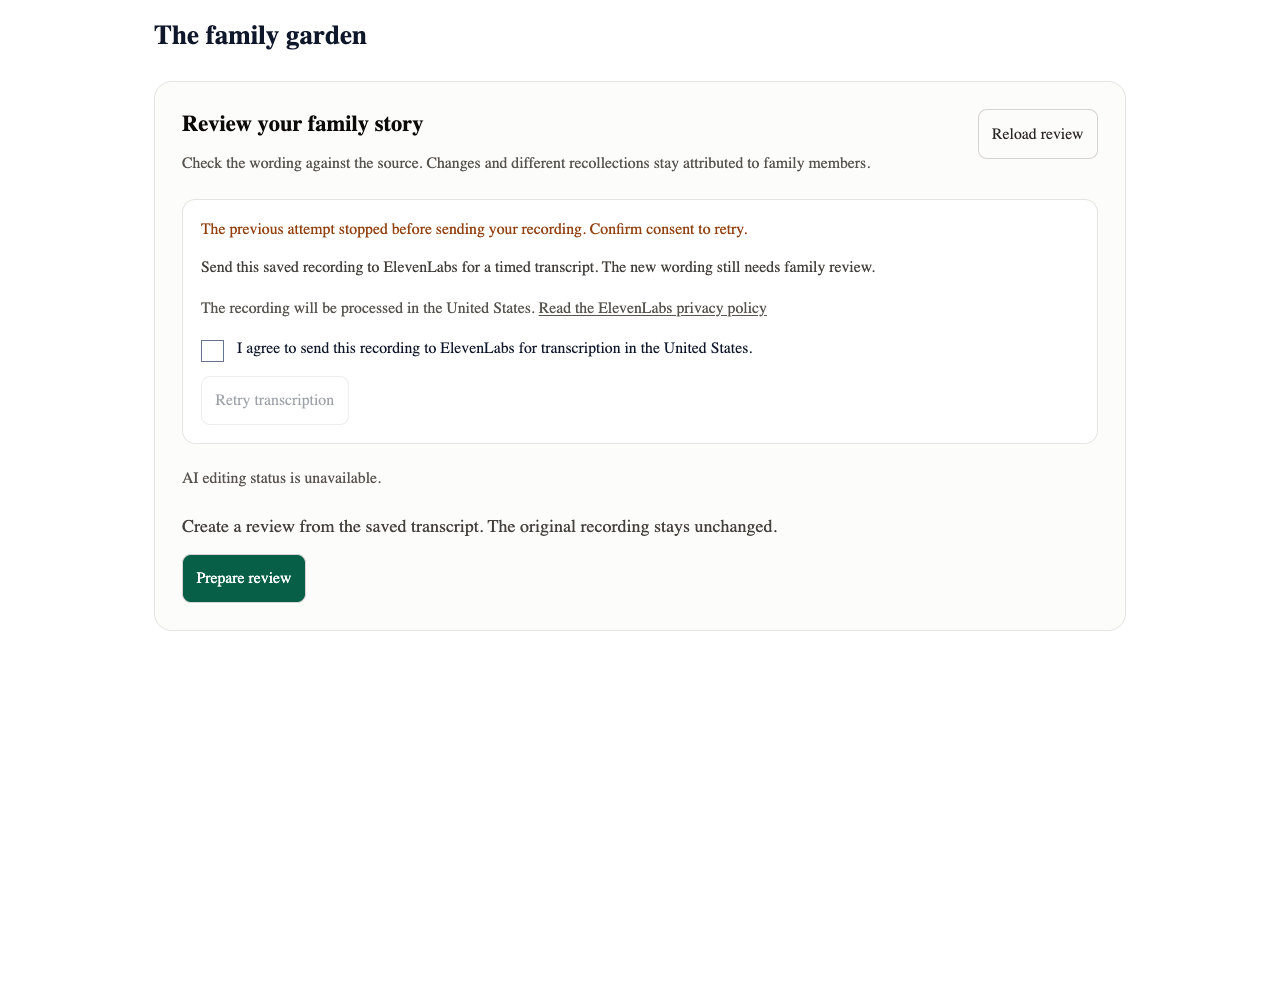 The family garden
Review your family story
Reload review
Check the wording against the source. Changes and different recollections stay attributed to family members.
The previous attempt stopped before sending your recording. Confirm consent to retry.
Send this saved recording to ElevenLabs for a timed transcript. The new wording still needs family review.
The recording will be processed in the United States. Read the ElevenLabs privacy policy
I agree to send this recording to ElevenLabs for transcription in the United States.
Retry transcription
AI editing status is unavailable.
Create a review from the saved transcript. The original recording stays unchanged.
Prepare review